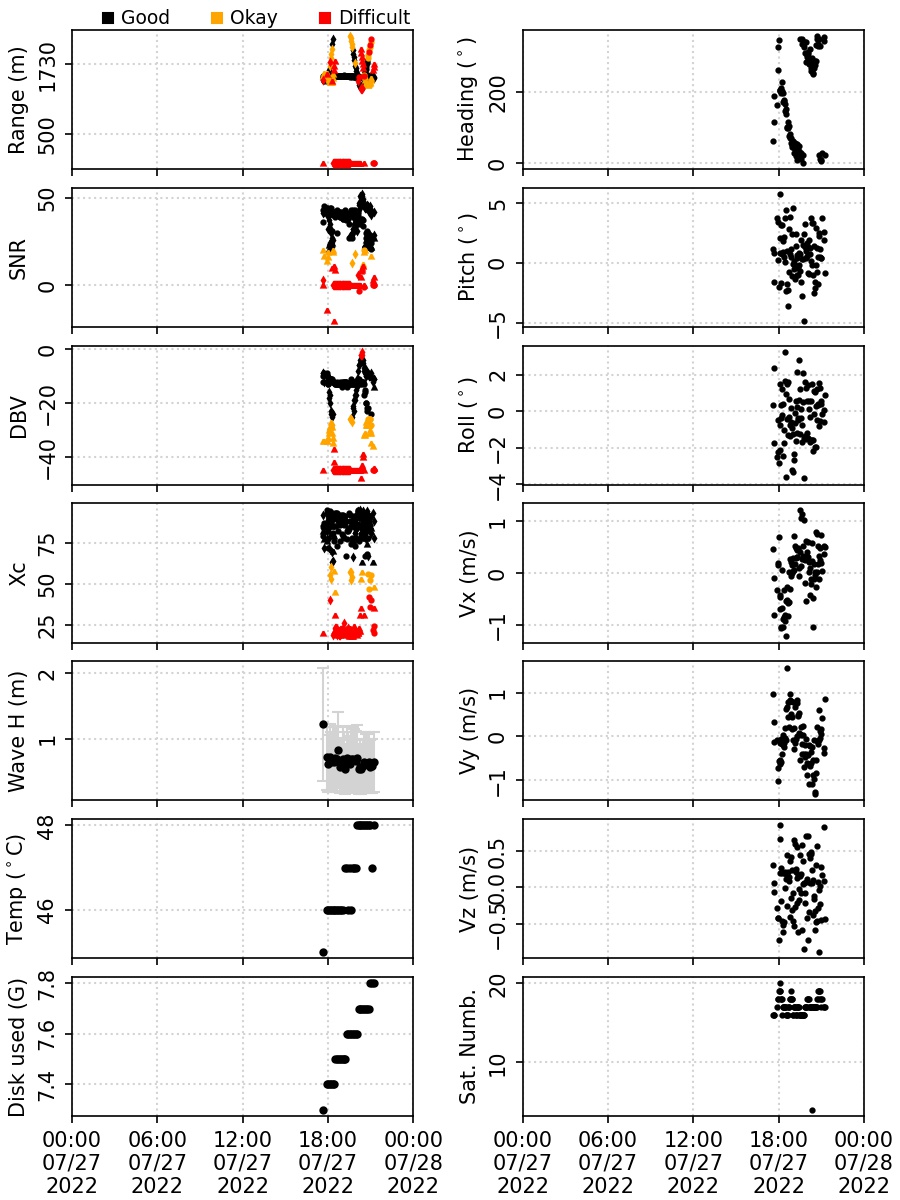 Good Okay Difficult
Range (m)
1730
500
Heading (°)
200
0
SNR
50
0
Pitch (°)
5
0
−5
DBV
0
−20
−40
Roll (°)
2
0
−2
−4
Xc
75
50
25
Vx (m/s)
1
0
−1
Wave H (m)
2
1
Vy (m/s)
1
0
−1
Temp (°C)
48
46
Vz (m/s)
0.5
0.0
−0.5
Disk used (G)
7.8
7.6
7.4
Sat. Numb.
20
10
00:00 06:00 12:00 18:00 00:00
07/27 07/27 07/27 07/27 07/28
2022 2022 2022 2022 2022
00:00 06:00 12:00 18:00 00:00
07/27 07/27 07/27 07/27 07/28
2022 2022 2022 2022 2022